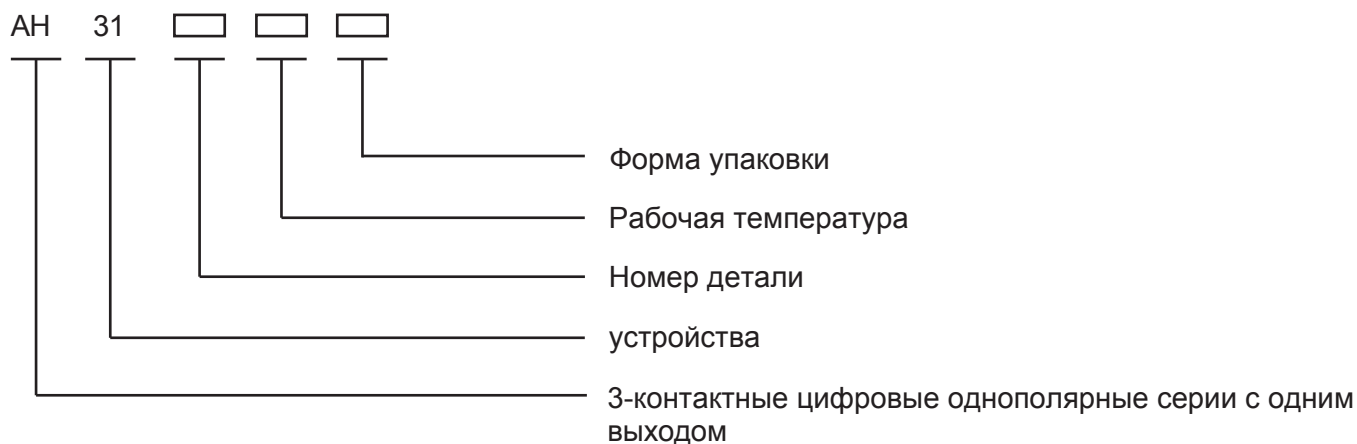 AH 31
Форма упаковки
Рабочая температура
Номер детали
устройства
3-контактные цифровые однополярные серии с одним
выходом